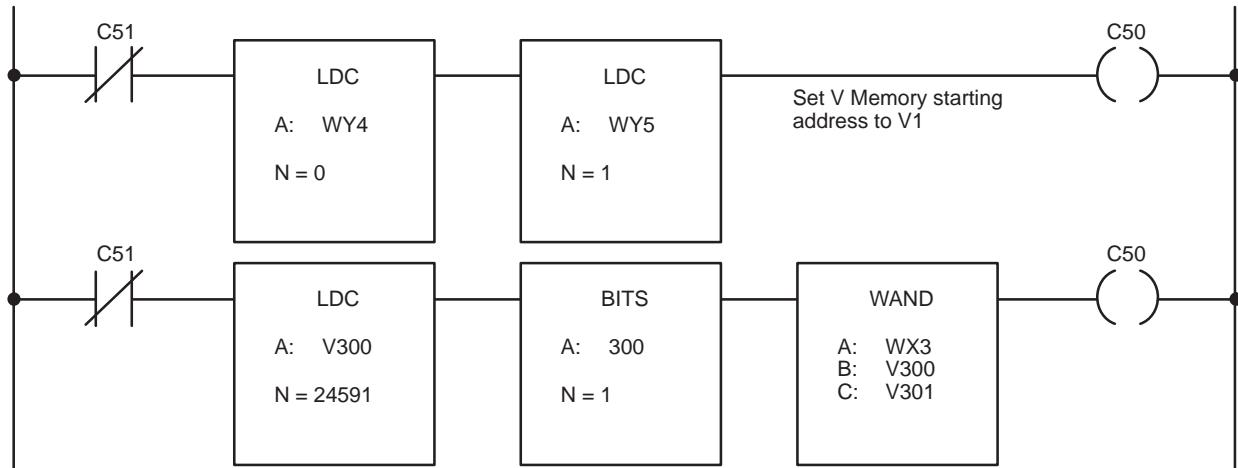 C51
C50
LDC
LDC
A: WY4
A: WY5
Set V Memory starting
address to V1
N = 0
N = 1
C51
C50
LDC
BITS
WAND
A: V300
A: 300
A: WX3
B: V300
C: V301
N = 24591
N = 1